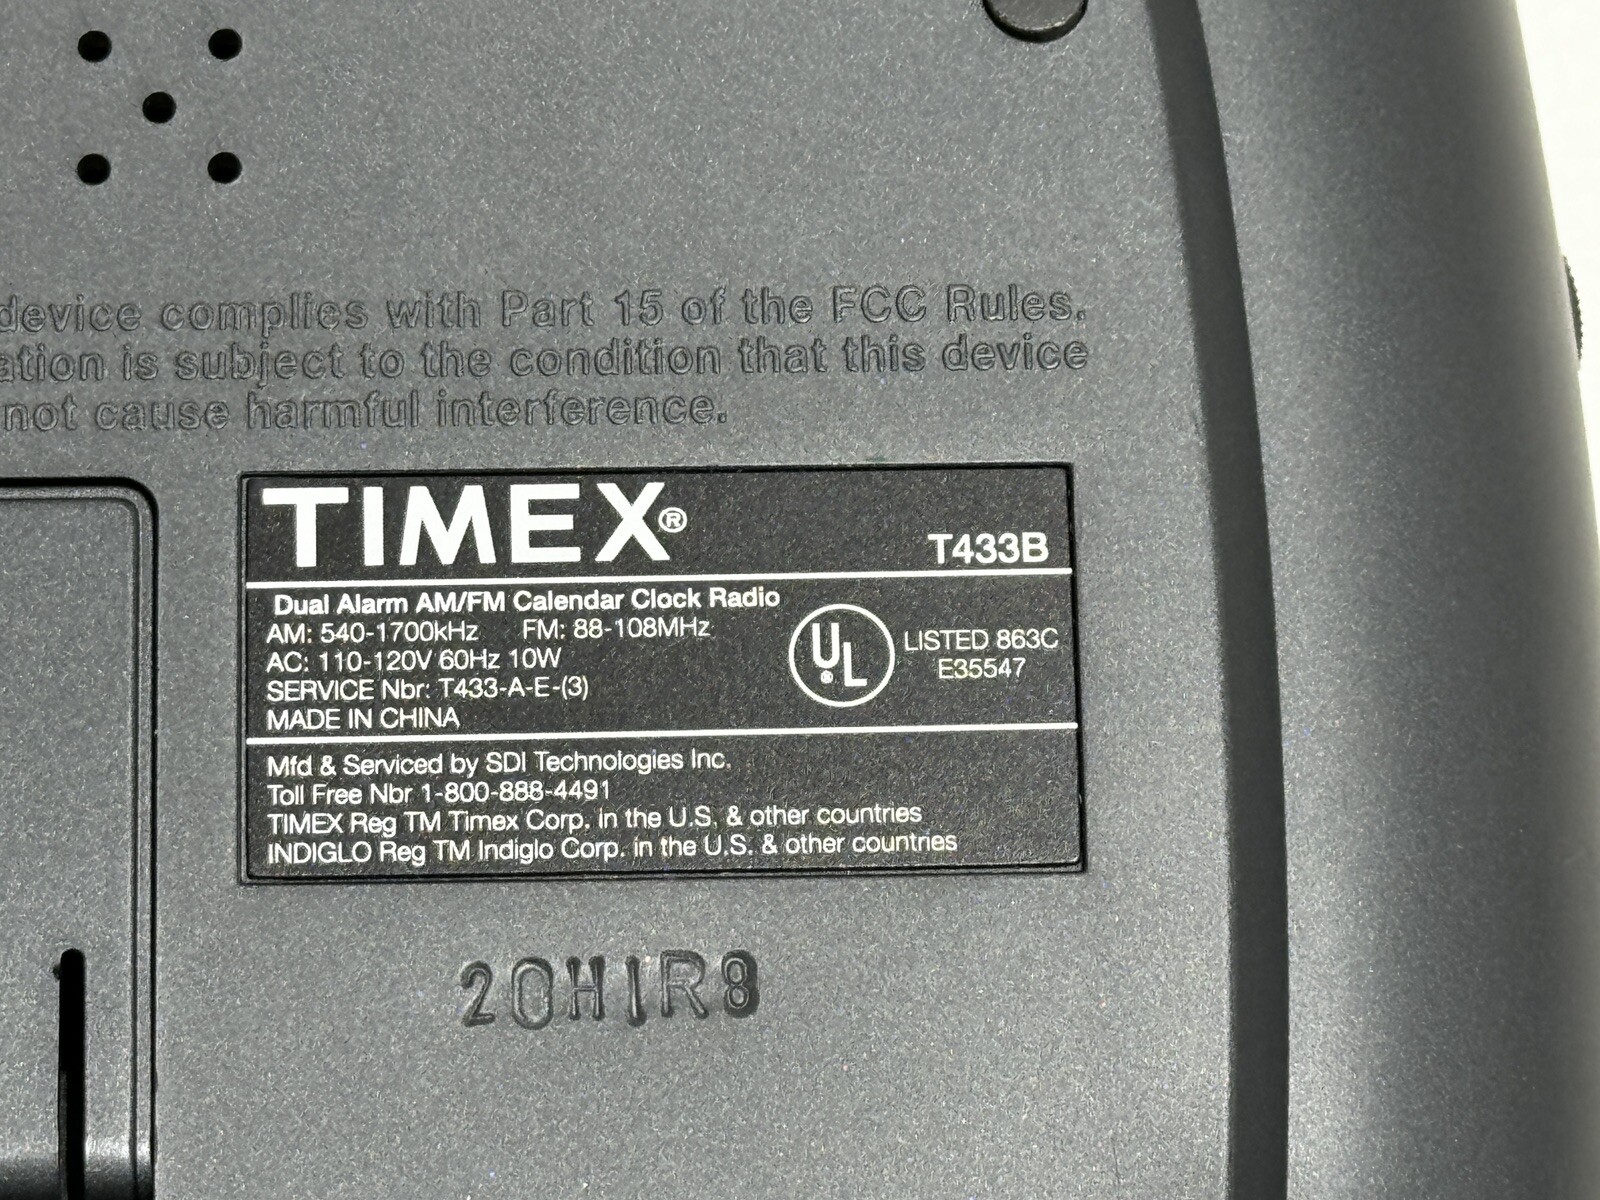 device complies with Part 15 of the FCC Rules.
ation is subject to the condition that this device
not cause harmful interference.
TIMEX®
T433B
Dual Alarm AM/FM Calendar Clock Radio
AM: 540-1700kHz FM: 88-108MHz
AC: 110-120V 60Hz 10W
SERVICE Nbr: T433-A-E-(3)
MADE IN CHINA
UL ®
LISTED 863C
E35547
Mfd & Serviced by SDI Technologies Inc.
Toll Free Nbr 1-800-888-4491
TIMEX Reg TM Timex Corp. in the U.S. & other countries
INDIGLO Reg TM Indiglo Corp. in the U.S. & other countries
20H1R8